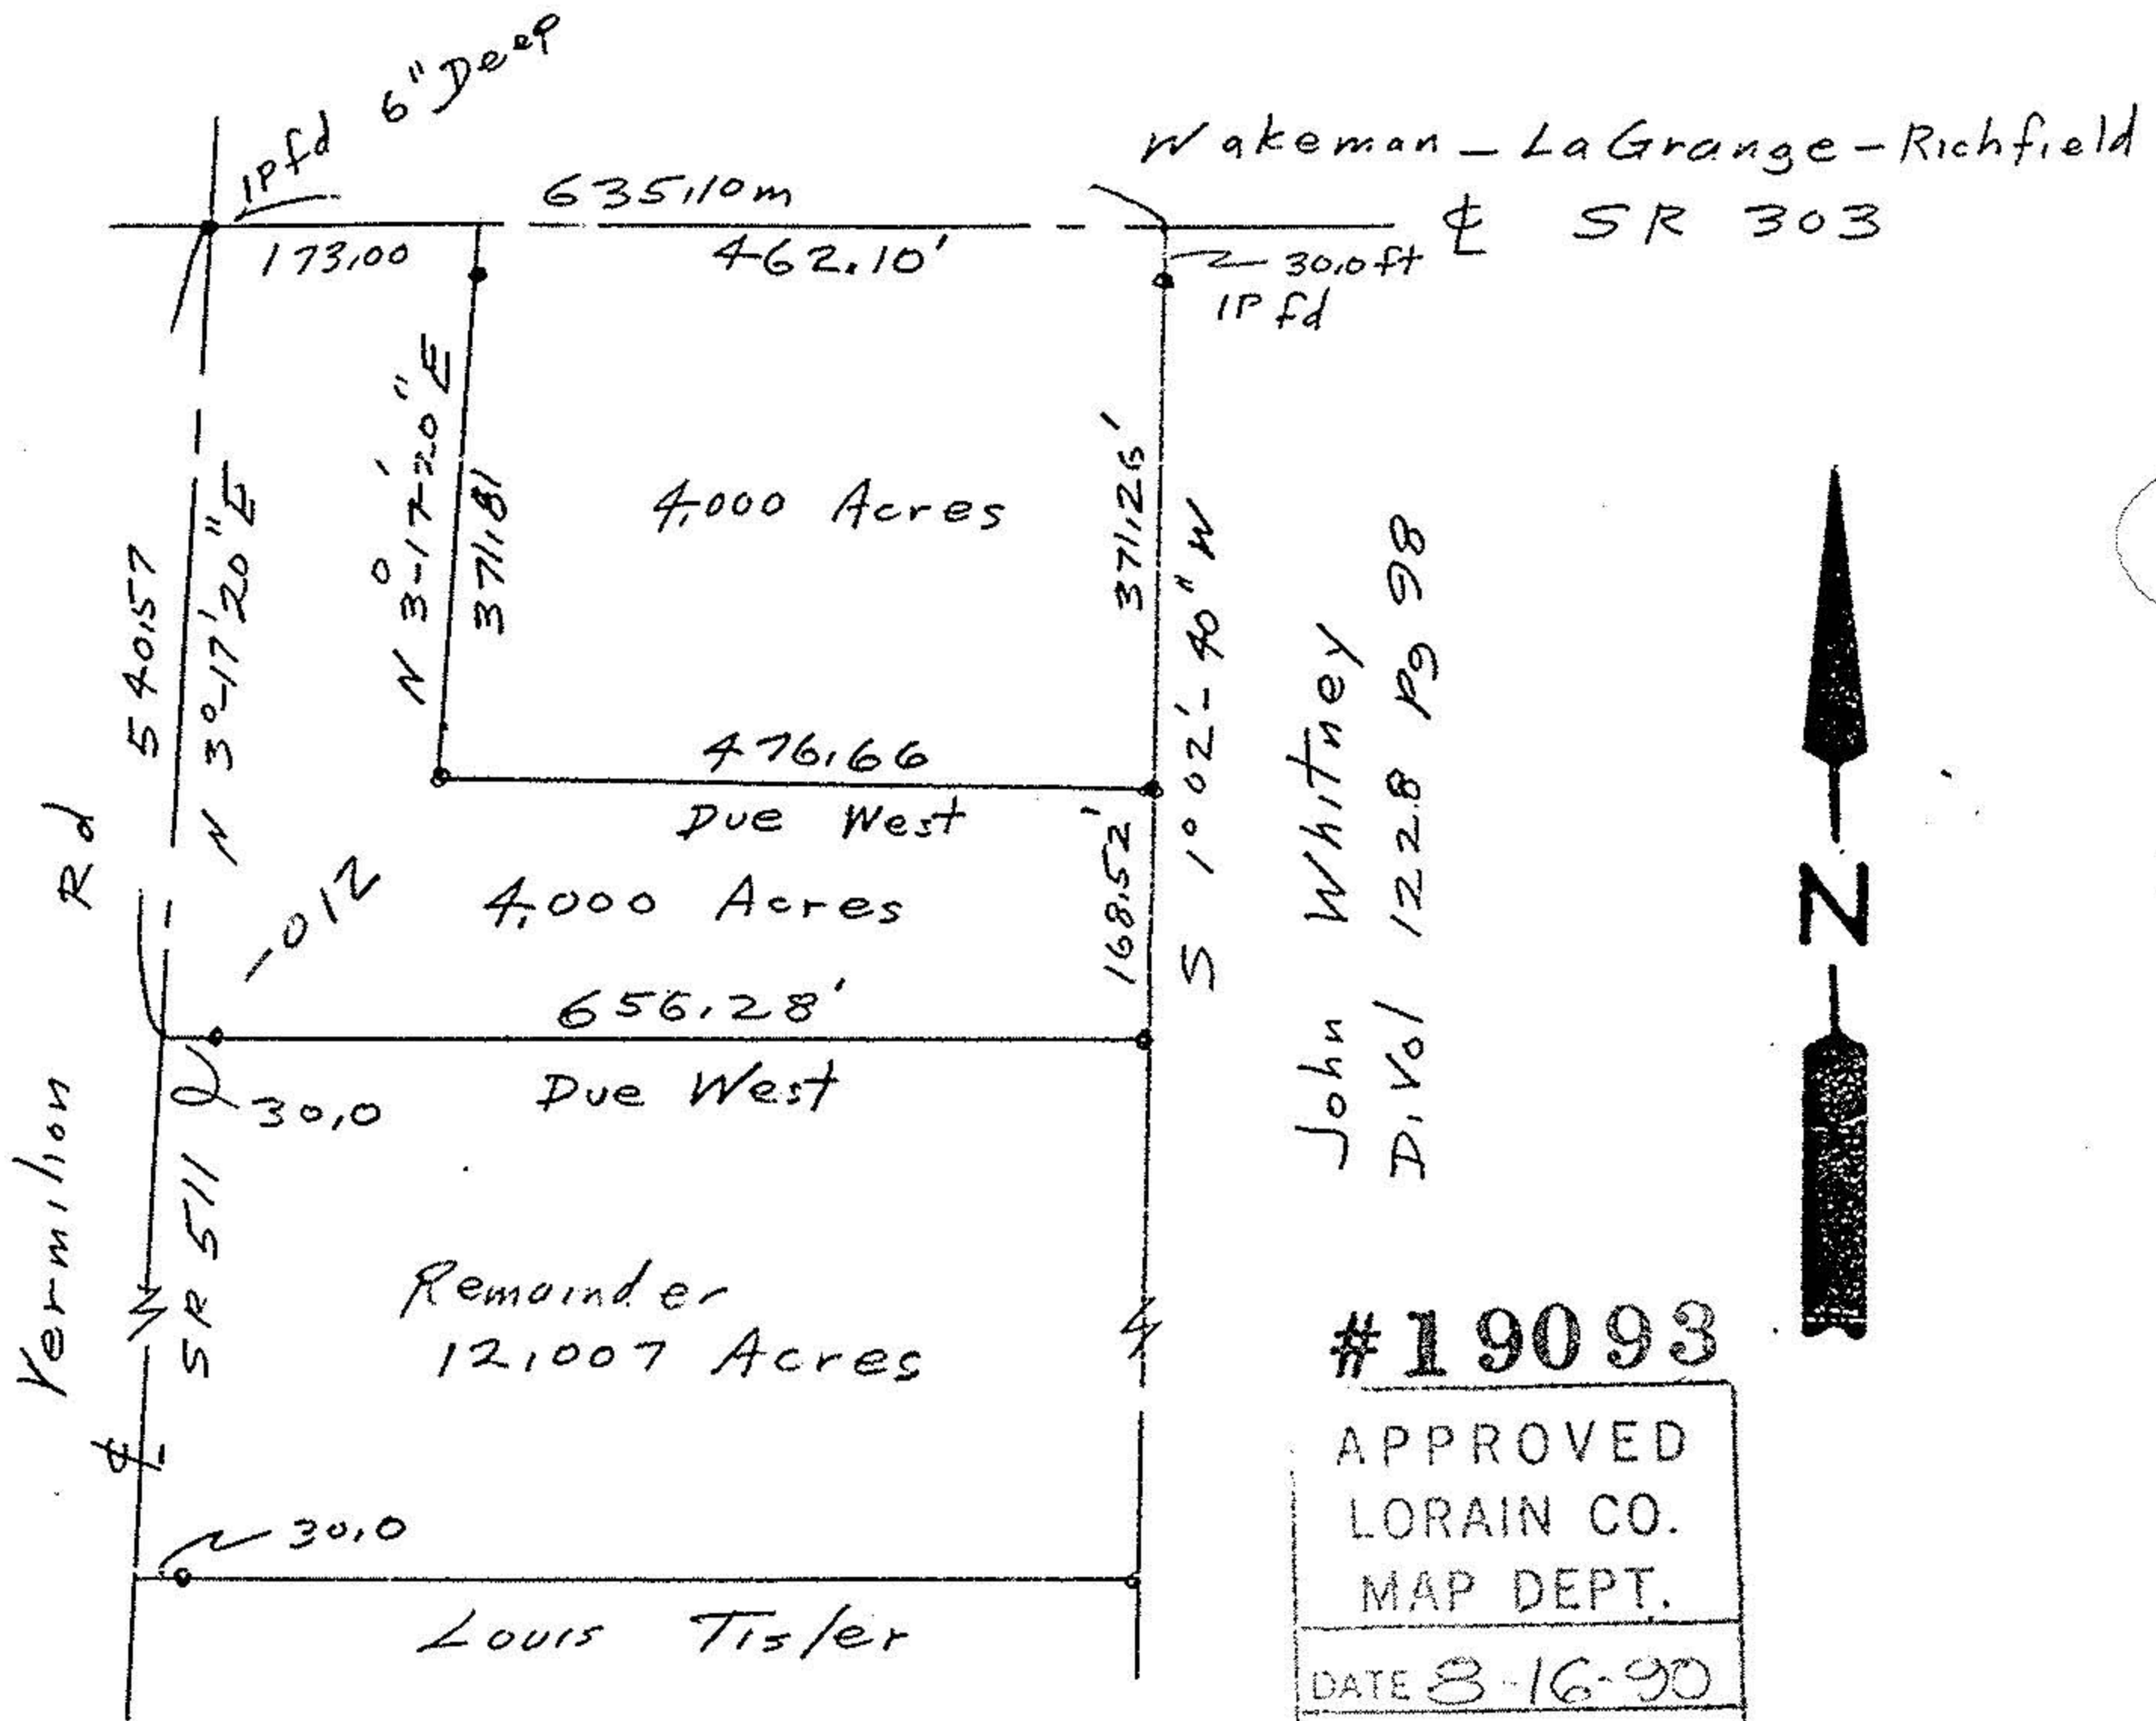 IPfd 6" Deep
Wakeman - LaGrange - Richfield
℄ SR 303
635.10m
173.00
462.10'
30.0 ft
IP fd
N 3°-17'-20" E
371.81
4.000 Acres
371.26'
S 1° 02'- 40" W
540.57
N 3°-17' 20" E
476.66
Due West
168.52'
4.000 Acres
-012
656.28'
Due West
30.0
Vermilion Rd
℄ SR 511
John Whitney
D.Vol 1228 Pg 98
N
Remainder
12.007 Acres
30.0
Louis Tisler
#19093
APPROVED
LORAIN CO.
MAP DEPT.
DATE 8-16-90